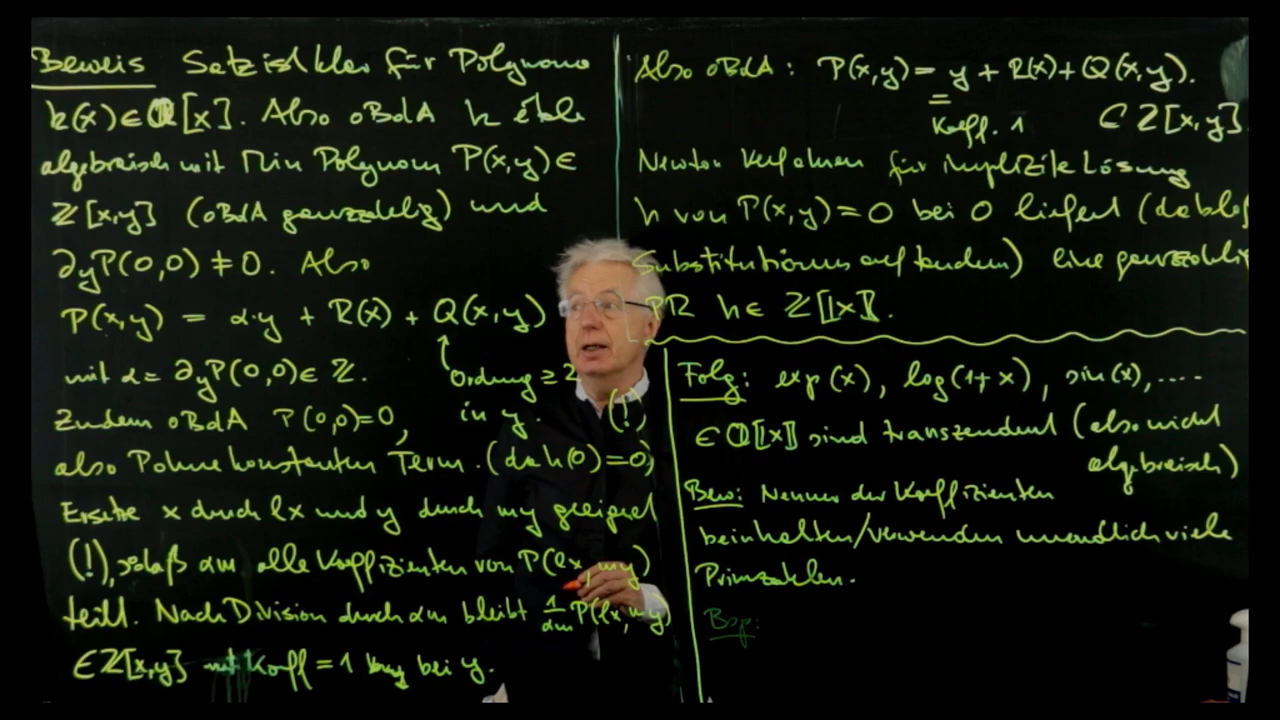 Beweis Satz ist klar für Polynome
h(x) ∈ Q[x]. Also oBdA h étale
algebraisch mit Min Polynom P(x,y) ∈
Z[x,y] (oBdA ganzzahlig) und
∂yP(0,0) ≠ 0. Also
P(x,y) = α·y + R(x) + Q(x,y)
mit α = ∂yP(0,0) ∈ Z.
Ordnung ≥ 2
in y. (!)
Zudem oBdA P(0,0)=0,
also P ohne konstanten Term. (da h(0)=0)
Ersetze x durch lx und y durch my geeignet
(!), sodaß αm alle Koeffizienten von P(lx, my)
teilt. Nach Division durch αm bleibt 1/αm P(lx, my)
∈ Z[x,y] mit Koeff = 1 bei y.
Also oBdA : P(x,y) = y + R(x) + Q(x,y).
Koeff. 1 ∈ Z[x,y]
Newton Verfahren für implizite Lösung
h von P(x,y) = 0 bei 0 liefert (da bloß
Substitutionen auftauchen) eine ganzzahlige
PR h ∈ Z[[x]].
Folg: exp(x), log(1+x), sin(x), ....
∈ Q[[x]] sind transzendent (also nicht
algebraisch)
Bew: Nenner der Koeffizienten
beinhalten/verwenden unendlich viele
Primzahlen.
Bsp: